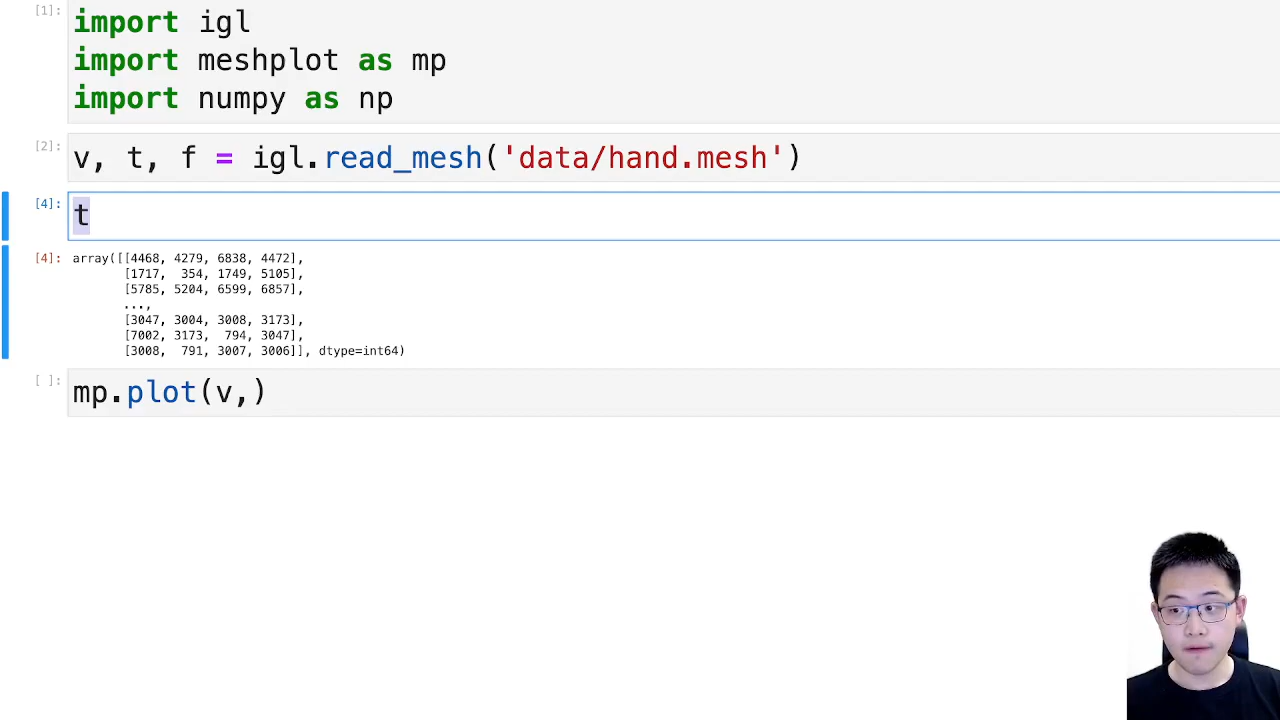 [1]:
import igl
import meshplot as mp
import numpy as np
[2]:
v, t, f = igl.read_mesh('data/hand.mesh')
[4]:
t
[4]:
array([[4468, 4279, 6838, 4472],
       [1717,  354, 1749, 5105],
       [5785, 5204, 6599, 6857],
       ...,
       [3047, 3004, 3008, 3173],
       [7002, 3173,  794, 3047],
       [3008,  791, 3007, 3006]], dtype=int64)
[ ]:
mp.plot(v,)